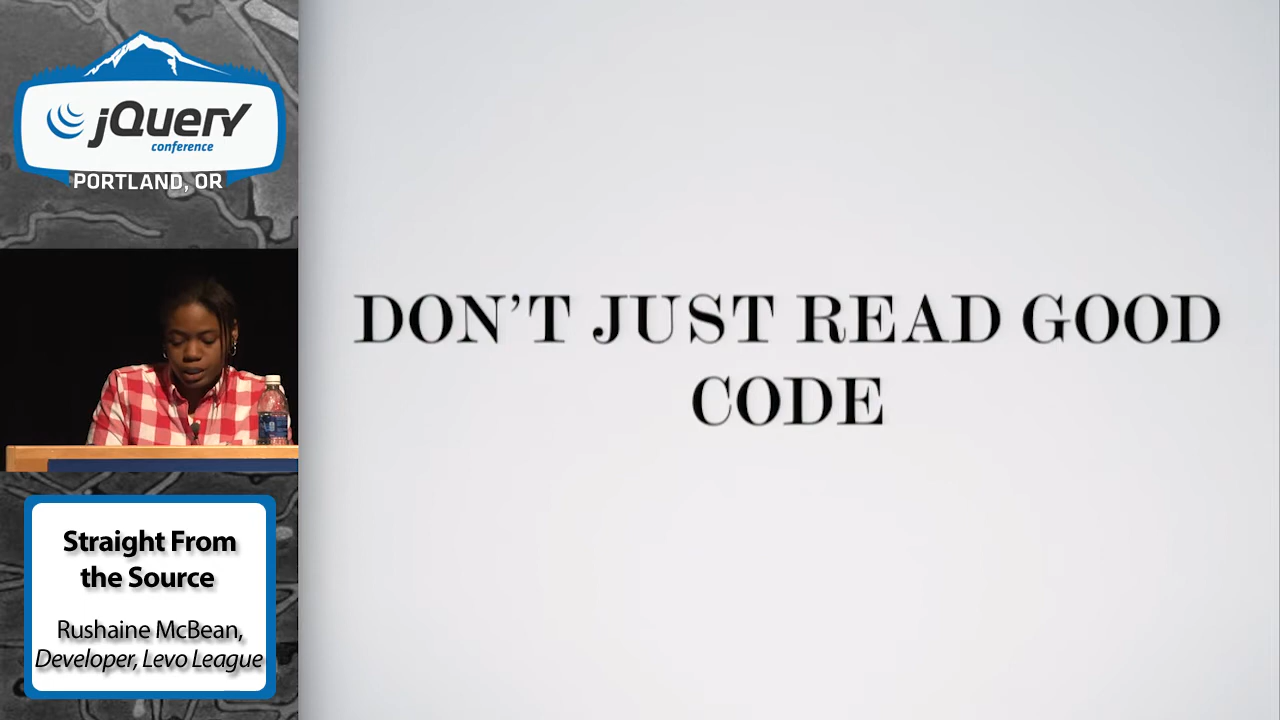 jQuery
conference
PORTLAND, OR
DON'T JUST READ GOOD
CODE
Straight From
the Source
Rushaine McBean,
Developer, Levo League